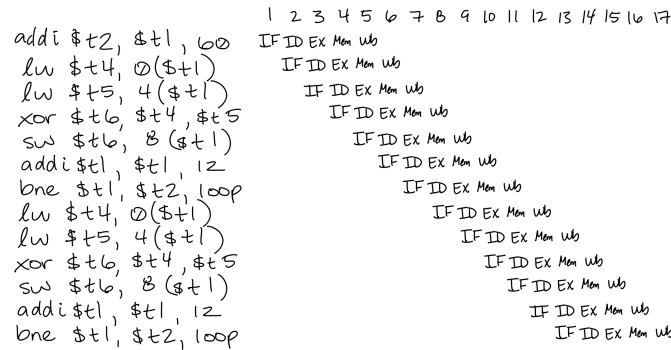 1 2 3 4 5 6 7 8 9 10 11 12 13 14 15 16 17
addi $t2, $t1, 60 IF ID Ex Mem Wb
lw $t4, 0($t1) IF ID Ex Mem Wb
lw $t5, 4($t1) IF ID Ex Mem Wb
xor $t6, $t4, $t5 IF ID Ex Mem Wb
sw $t6, 8($t1) IF ID Ex Mem Wb
addi $t1, $t1, 12 IF ID Ex Mem Wb
bne $t1, $t2, loop IF ID Ex Mem Wb
lw $t4, 0($t1) IF ID Ex Mem Wb
lw $t5, 4($t1) IF ID Ex Mem Wb
xor $t6, $t4, $t5 IF ID Ex Mem Wb
sw $t6, 8($t1) IF ID Ex Mem Wb
addi $t1, $t1, 12 IF ID Ex Mem Wb
bne $t1, $t2, loop IF ID Ex Mem Wb